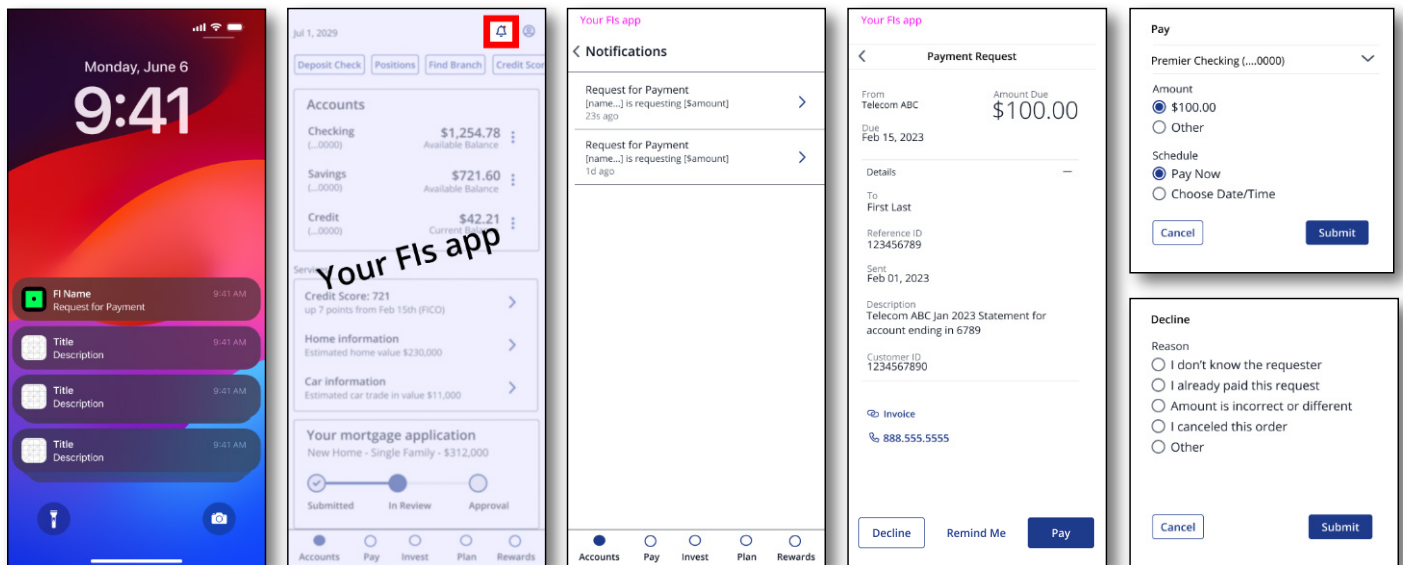 Monday, June 6
9:41
FI Name 9:41 AM
Request for Payment
Title 9:41 AM
Description
Title 9:41 AM
Description
Title 9:41 AM
Description
Jul 1, 2029
Deposit Check Positions Find Branch Credit Scor
Accounts
Checking $1,254.78
(...0000) Available Balance
Savings $721.60
(...0000) Available Balance
Credit $42.21
(...0000) Current Balance
Your FIs app
Services
Credit Score: 721
up 7 points from Feb 15th (FICO)
Home information
Estimated home value $230,000
Car information
Estimated car trade in value $11,000
Your mortgage application
New Home - Single Family - $312,000
Submitted In Review Approval
Accounts Pay Invest Plan Rewards
Your FIs app
Notifications
Request for Payment
[name...] is requesting [$amount]
23s ago
Request for Payment
[name...] is requesting [$amount]
1d ago
Accounts Pay Invest Plan Rewards
Your FIs app
Payment Request
From Amount Due
Telecom ABC $100.00
Due
Feb 15, 2023
Details
To
First Last
Reference ID
123456789
Sent
Feb 01, 2023
Description
Telecom ABC Jan 2023 Statement for
account ending in 6789
Customer ID
1234567890
Invoice
888.555.5555
Decline Remind Me Pay
Pay
Premier Checking (....0000)
Amount
$100.00
Other
Schedule
Pay Now
Choose Date/Time
Cancel Submit
Decline
Reason
I don't know the requester
I already paid this request
Amount is incorrect or different
I canceled this order
Other
Cancel Submit